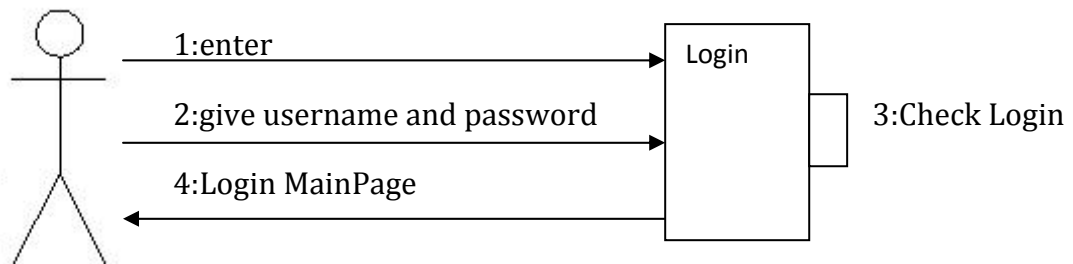 1:enter
Login
2:give username and password
3:Check Login
4:Login MainPage